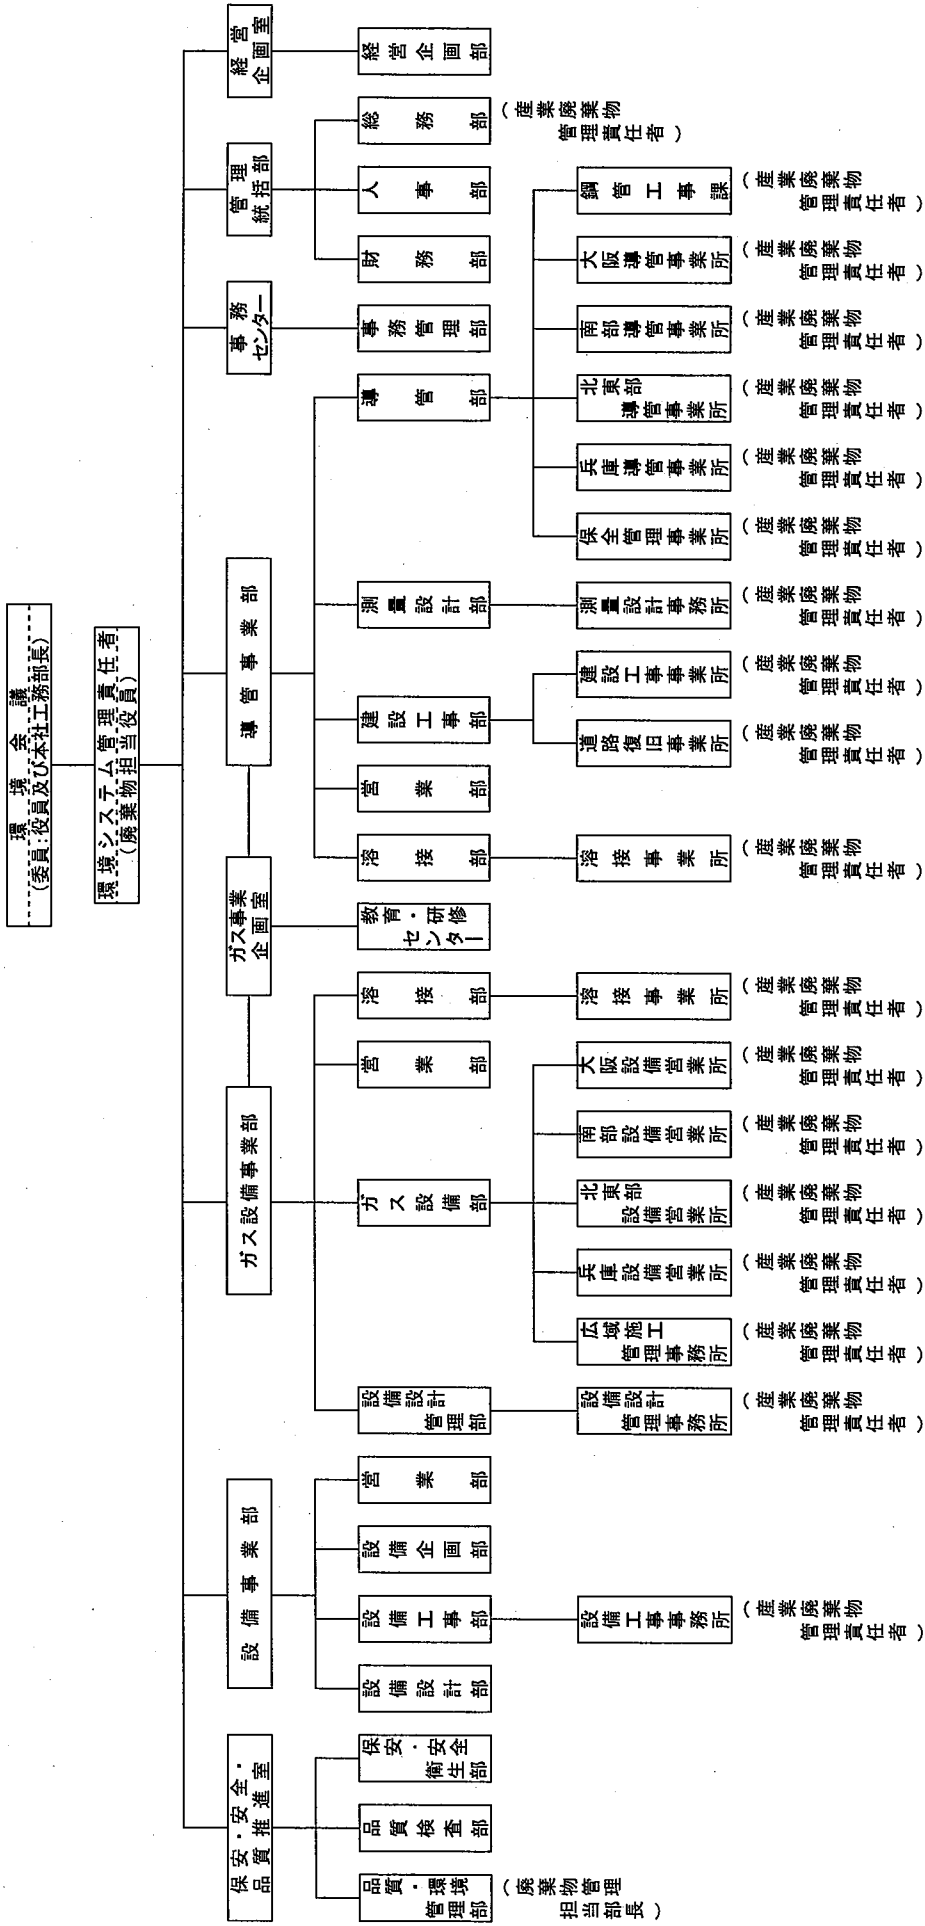 環境会議
(委員:役員及び本社工務部長)
環境システム管理責任者
(廃棄物担当役員)
保安・安全・
品質推進室
設備事業部
ガス設備事業部
ガス事業
企画室
導管事業部
事務
センター
管理
統括部
経営
企画室
品質・環境
管理部
(廃棄物管理
担当部長)
品質検査部
保安・安全
衛生部
設備設計部
設備工事部
設備企画部
営業部
設備設計
管理部
ガス設備部
営業部
溶接部
教育・研修
センター
溶接部
営業部
建設工事部
測量設計部
導管部
事務管理部
財務部
人事部
総務部
(産業廃棄物
管理責任者)
経営企画部
設備工事事務所
(産業廃棄物
管理責任者)
設備設計
管理事務所
(産業廃棄物
管理責任者)
広域施工
管理事務所
(産業廃棄物
管理責任者)
兵庫設備営業所
(産業廃棄物
管理責任者)
北東部
設備営業所
(産業廃棄物
管理責任者)
南部設備営業所
(産業廃棄物
管理責任者)
大阪設備営業所
(産業廃棄物
管理責任者)
溶接事業所
(産業廃棄物
管理責任者)
溶接事業所
(産業廃棄物
管理責任者)
道路復旧事業所
(産業廃棄物
管理責任者)
建設工事事業所
(産業廃棄物
管理責任者)
測量設計事務所
(産業廃棄物
管理責任者)
保全管理事業所
(産業廃棄物
管理責任者)
兵庫導管事業所
(産業廃棄物
管理責任者)
北東部
導管事業所
(産業廃棄物
管理責任者)
南部導管事業所
(産業廃棄物
管理責任者)
大阪導管事業所
(産業廃棄物
管理責任者)
鋼管工事課
(産業廃棄物
管理責任者)